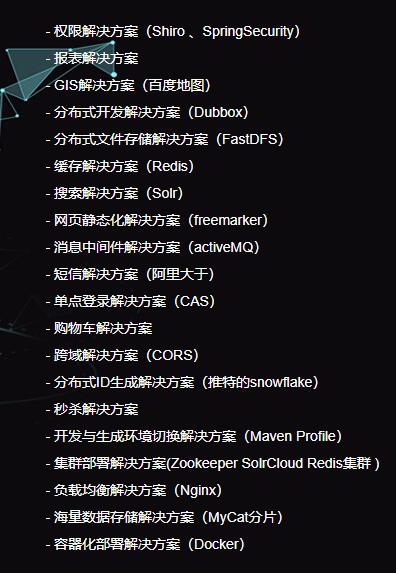 - 权限解决方案（Shiro 、SpringSecurity）
- 报表解决方案
- GIS解决方案（百度地图）
- 分布式开发解决方案（Dubbox）
- 分布式文件存储解决方案（FastDFS）
- 缓存解决方案（Redis）
- 搜索解决方案（Solr）
- 网页静态化解决方案（freemarker）
- 消息中间件解决方案（activeMQ）
- 短信解决方案（阿里大于）
- 单点登录解决方案（CAS）
- 购物车解决方案
- 跨域解决方案（CORS）
- 分布式ID生成解决方案（推特的snowflake）
- 秒杀解决方案
- 开发与生成环境切换解决方案（Maven Profile）
- 集群部署解决方案(Zookeeper SolrCloud Redis集群 )
- 负载均衡解决方案（Nginx）
- 海量数据存储解决方案（MyCat分片）
- 容器化部署解决方案（Docker）